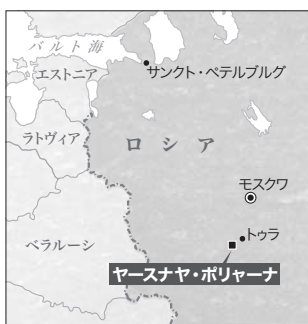 バルト海
サンクト・ペテルブルグ
エストニア
ラトヴィア
ロシア
モスクワ
トゥラ
ベラルーシ
ヤースナヤ・ポリャーナ